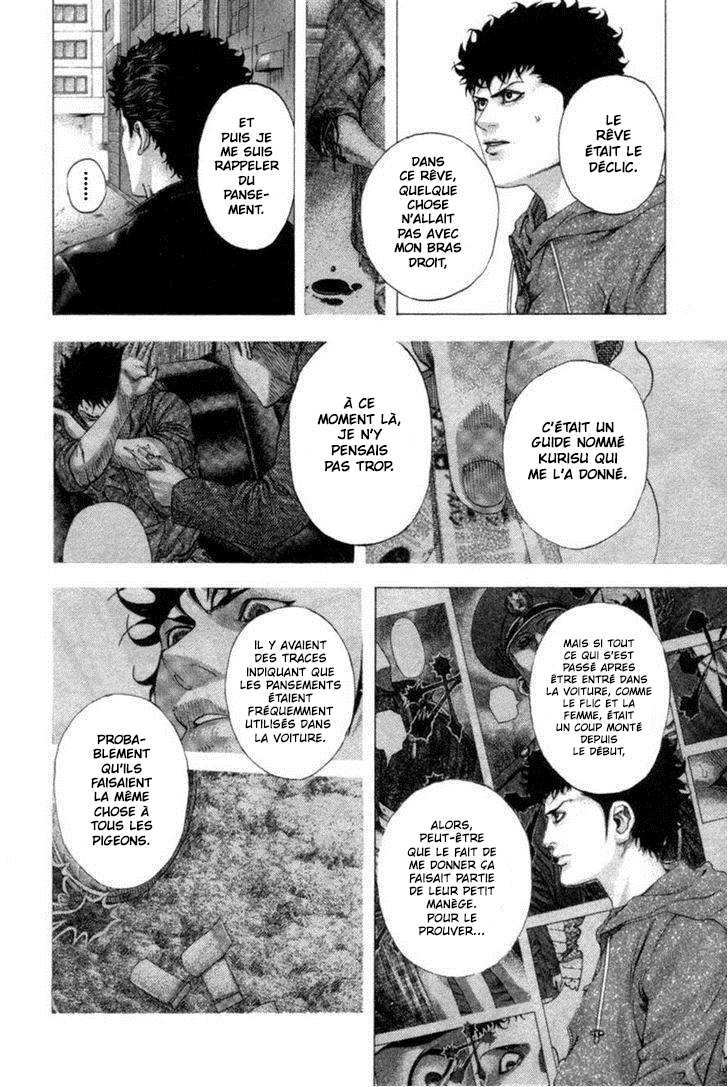 LE
RÊVE
ÉTAIT LE
DÉCLIC.
DANS
CE RÊVE,
QUELQUE
CHOSE
N'ALLAIT
PAS AVEC
MON BRAS
DROIT,
ET
PUIS JE
ME SUIS
RAPPELER
DU
PANSE-
MENT.
......
C'ÉTAIT UN
GUIDE NOMMÉ
KURISU QUI
ME L'A DONNÉ.
À CE
MOMENT LÀ,
JE N'Y
PENSAIS
PAS TROP.
MAIS SI TOUT
CE QUI S'EST
PASSÉ APRES
ÊTRE ENTRÉ DANS
LA VOITURE, COMME
LE FLIC ET LA
FEMME, ÉTAIT
UN COUP MONTÉ
DEPUIS
LE DÉBUT,
ALORS,
PEUT-ÊTRE
QUE LE FAIT DE
ME DONNER ÇA
FAISAIT PARTIE
DE LEUR PETIT
MANÈGE.
POUR LE
PROUVER...
IL Y AVAIENT
DES TRACES
INDIQUANT QUE
LES PANSEMENTS
ÉTAIENT
FRÉQUEMMENT
UTILISÉS DANS
LA VOITURE.
PROBA-
BLEMENT
QU'ILS
FAISAIENT
LA MÊME
CHOSE À
TOUS LES
PIGEONS.